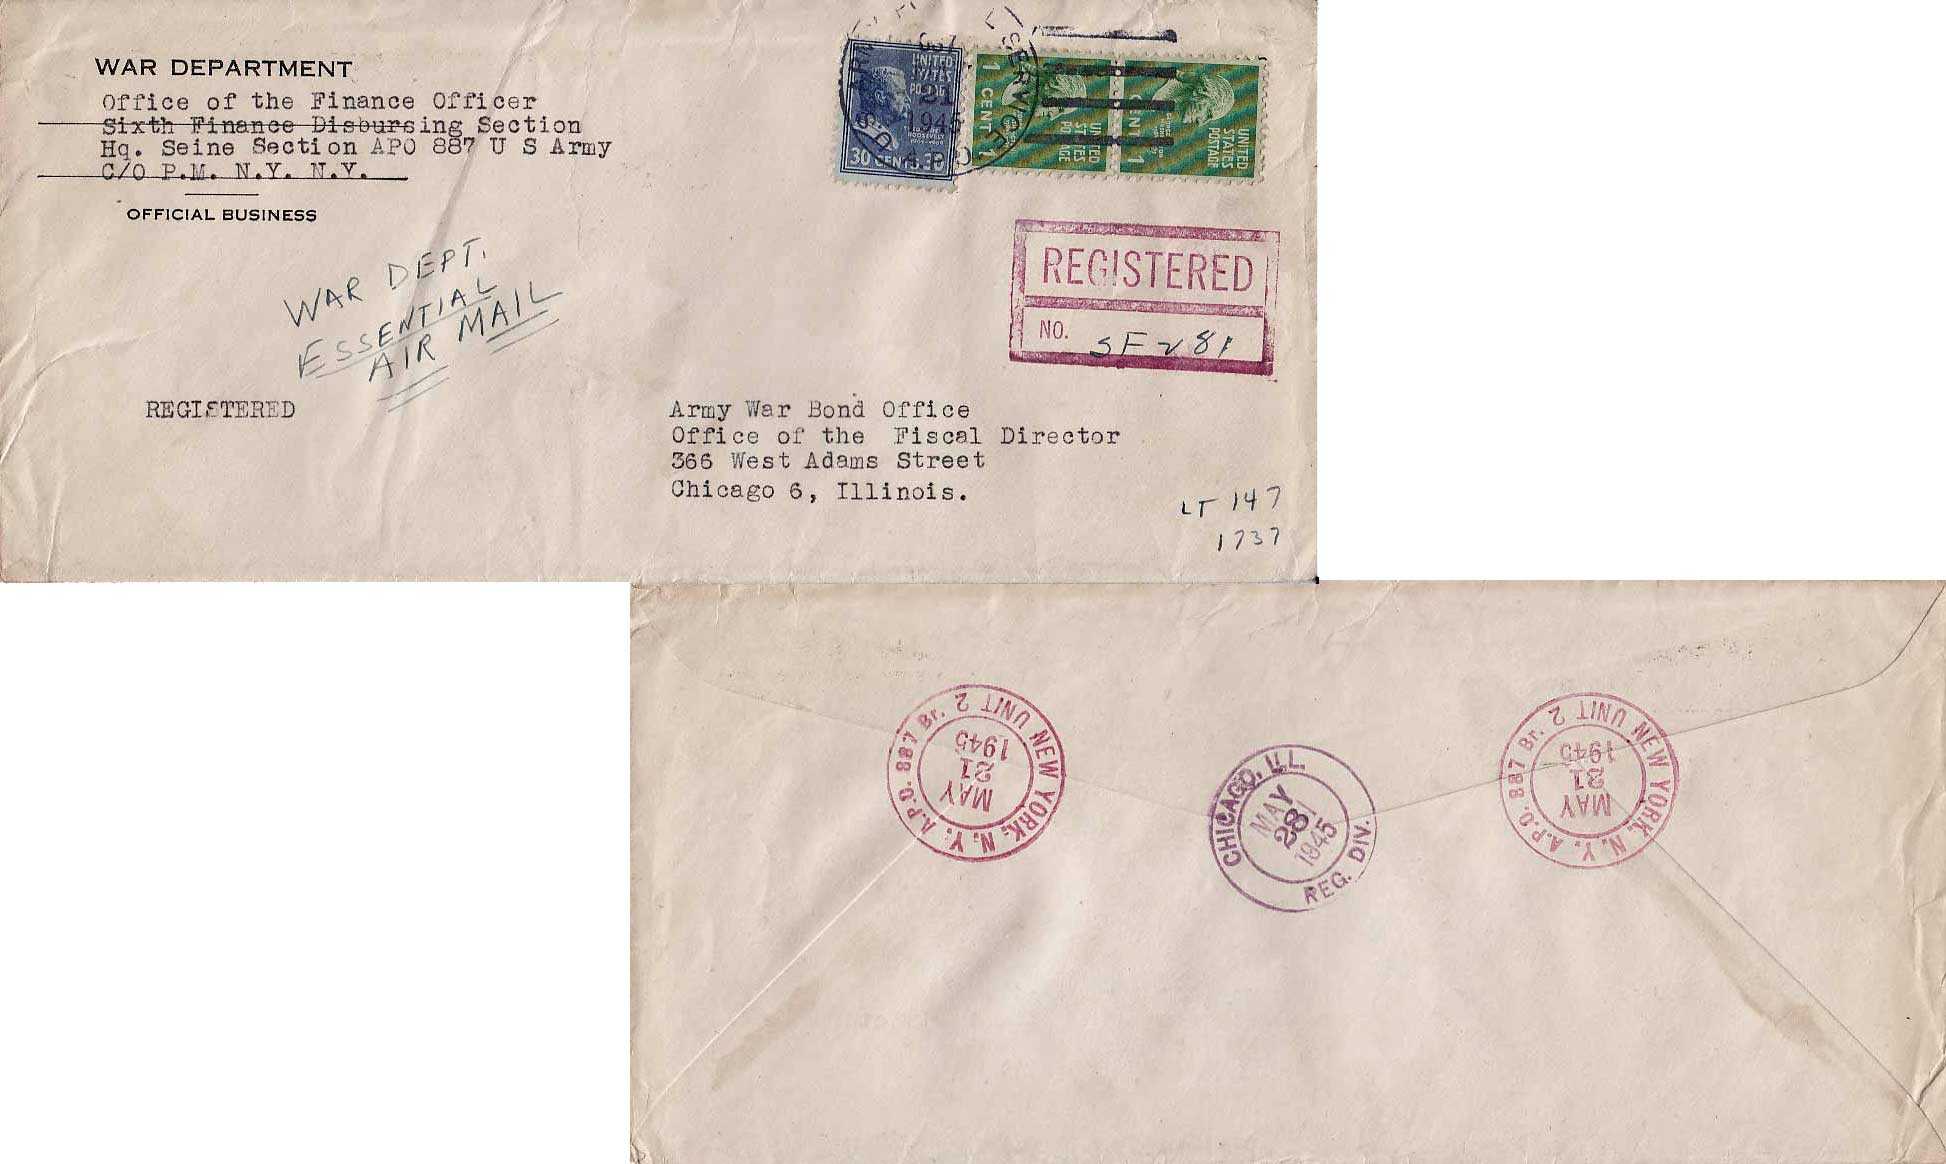 WAR DEPARTMENT
Office of the Finance Officer
Sixth Finance Disbursing Section
Hq. Seine Section APO 887 U S Army
C/O P.M. N.Y. N.Y.
OFFICIAL BUSINESS
WAR DEPT.
ESSENTIAL
AIR MAIL
REGISTERED
UNITED
STATES
POSTAGE
30 CENTS 30
21
1945
SERVICE
1 CENT 1
UNITED
STATES
POSTAGE
CENT 1
UNITED
STATES
POSTAGE
REGISTERED
NO. SF 281
Army War Bond Office
Office of the Fiscal Director
366 West Adams Street
Chicago 6, Illinois.
LT 147
1737
NEW YORK, N.Y. A.P.O. 887 Br. UNIT 2
MAY
21
1945
CHICAGO, ILL.
MAY
28
1945
REG. DIV.
NEW YORK, N.Y. A.P.O. 887 Br. UNIT 2
MAY
21
1945